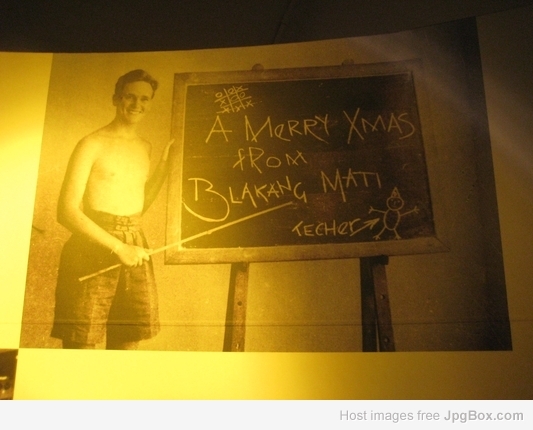 A MERRY XMAS
FROM
BLAKANG MATI
TECHER
Host images free JpgBox.com